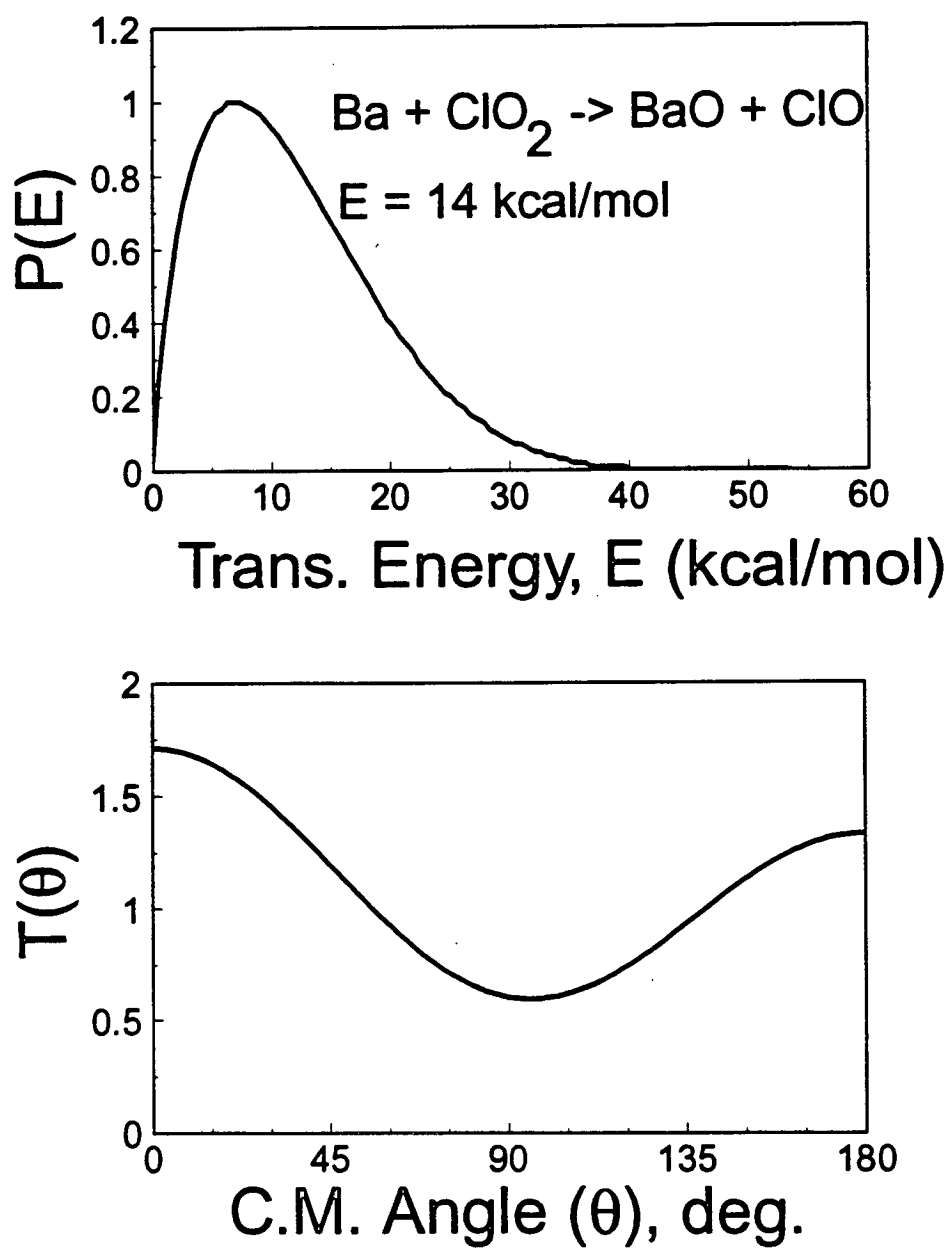 1.2
1
0.8
0.6
0.4
0.2
0
P(E)
Ba + ClO₂ -> BaO + ClO
E = 14 kcal/mol
0 10 20 30 40 50 60
Trans. Energy, E (kcal/mol)
2
1.5
1
0.5
0
T(θ)
0 45 90 135 180
C.M. Angle (θ), deg.